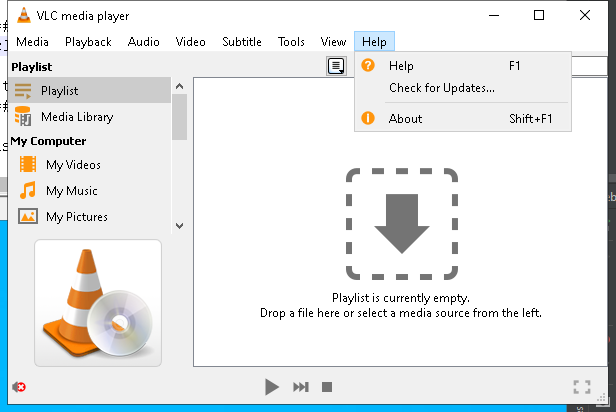 VLC media player
Media Playback Audio Video Subtitle Tools View Help
Playlist
Playlist
Media Library
My Computer
My Videos
My Music
My Pictures
Help F1
Check for Updates...
About Shift+F1
Playlist is currently empty.
Drop a file here or select a media source from the left.